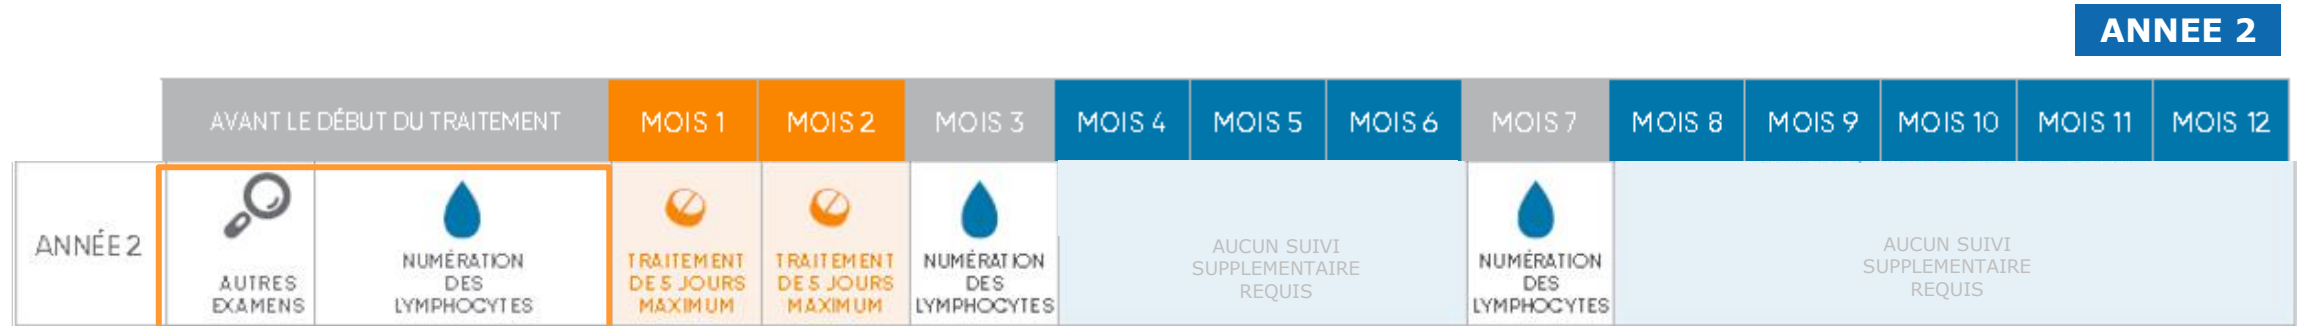 ANNEE 2
AVANT LE DÉBUT DU TRAITEMENT
MOIS 1
MOIS 2
MOIS 3
MOIS 4
MOIS 5
MOIS 6
MOIS 7
MOIS 8
MOIS 9
MOIS 10
MOIS 11
MOIS 12
ANNÉE 2
AUTRES
EXAMENS
NUMÉRATION
DES
LYMPHOCYTES
TRAITEMENT
DE 5 JOURS
MAXIMUM
TRAITEMENT
DE 5 JOURS
MAXIMUM
NUMÉRATION
DES
LYMPHOCYTES
AUCUN SUIVI
SUPPLEMENTAIRE
REQUIS
NUMÉRATION
DES
LYMPHOCYTES
AUCUN SUIVI
SUPPLEMENTAIRE
REQUIS